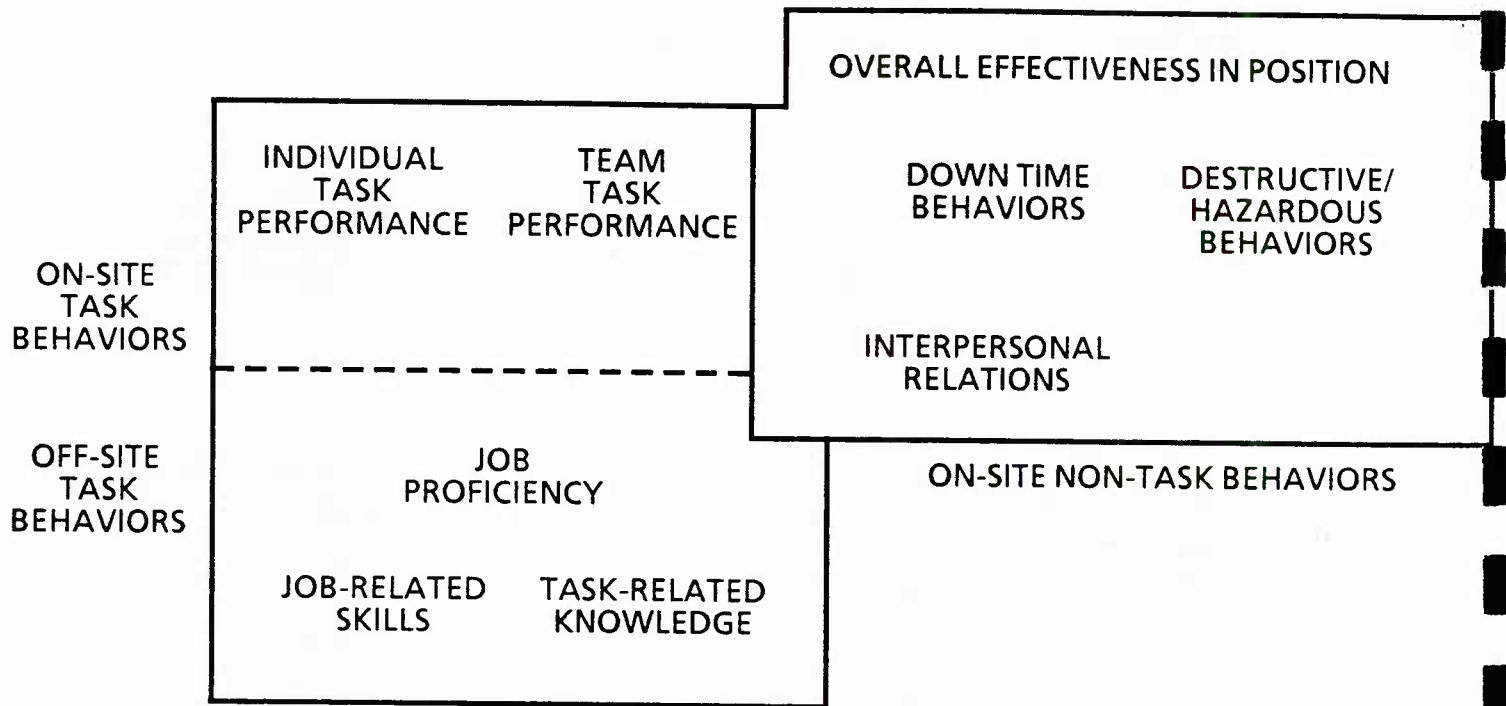 OVERALL EFFECTIVENESS IN POSITION
INDIVIDUAL
TASK
PERFORMANCE
TEAM
TASK
PERFORMANCE
DOWN TIME
BEHAVIORS
DESTRUCTIVE/
HAZARDOUS
BEHAVIORS
ON-SITE
TASK
BEHAVIORS
INTERPERSONAL
RELATIONS
OFF-SITE
TASK
BEHAVIORS
JOB
PROFICIENCY
ON-SITE NON-TASK BEHAVIORS
JOB-RELATED
SKILLS
TASK-RELATED
KNOWLEDGE